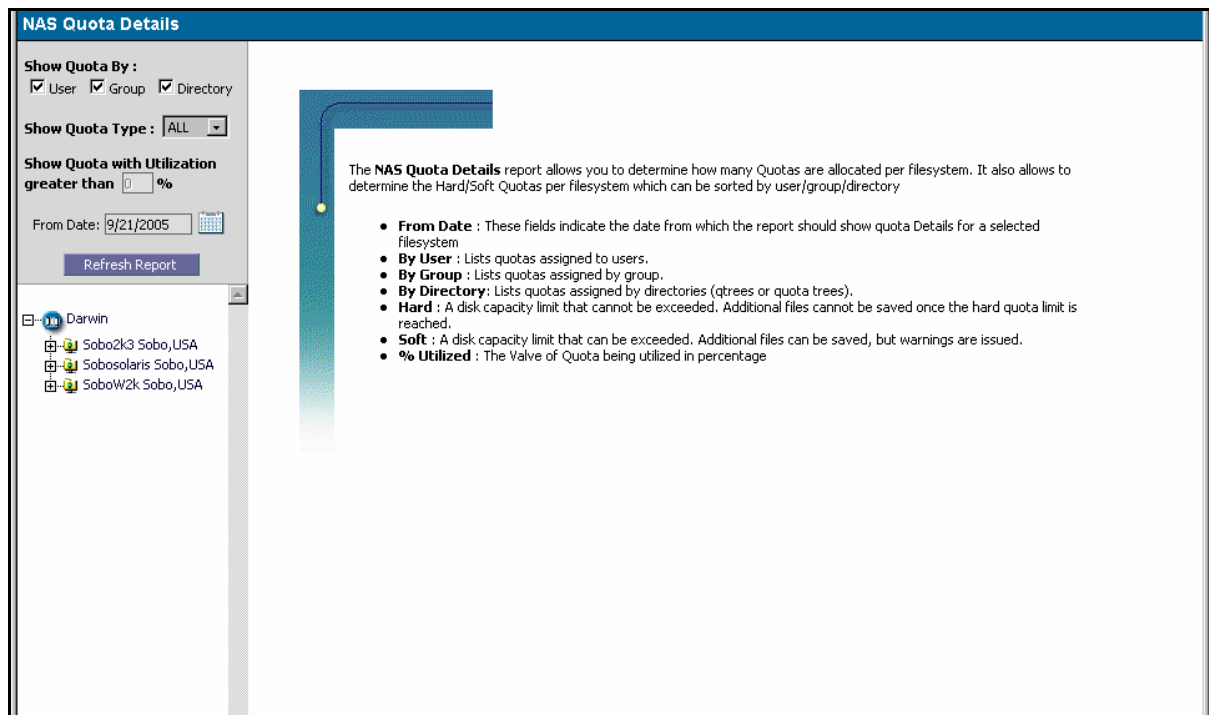 NAS Quota Details
Show Quota By :
User Group Directory
Show Quota Type : ALL
Show Quota with Utilization
greater than 0 %
From Date: 9/21/2005
Refresh Report
Darwin
Sobo2k3 Sobo,USA
Sobosolaris Sobo,USA
SoboW2k Sobo,USA
The NAS Quota Details report allows you to determine how many Quotas are allocated per filesystem. It also allows to
determine the Hard/Soft Quotas per filesystem which can be sorted by user/group/directory
• From Date : These fields indicate the date from which the report should show quota Details for a selected
filesystem
• By User : Lists quotas assigned to users.
• By Group : Lists quotas assigned by group.
• By Directory: Lists quotas assigned by directories (qtrees or quota trees).
• Hard : A disk capacity limit that cannot be exceeded. Additional files cannot be saved once the hard quota limit is
reached.
• Soft : A disk capacity limit that can be exceeded. Additional files can be saved, but warnings are issued.
• % Utilized : The Valve of Quota being utilized in percentage